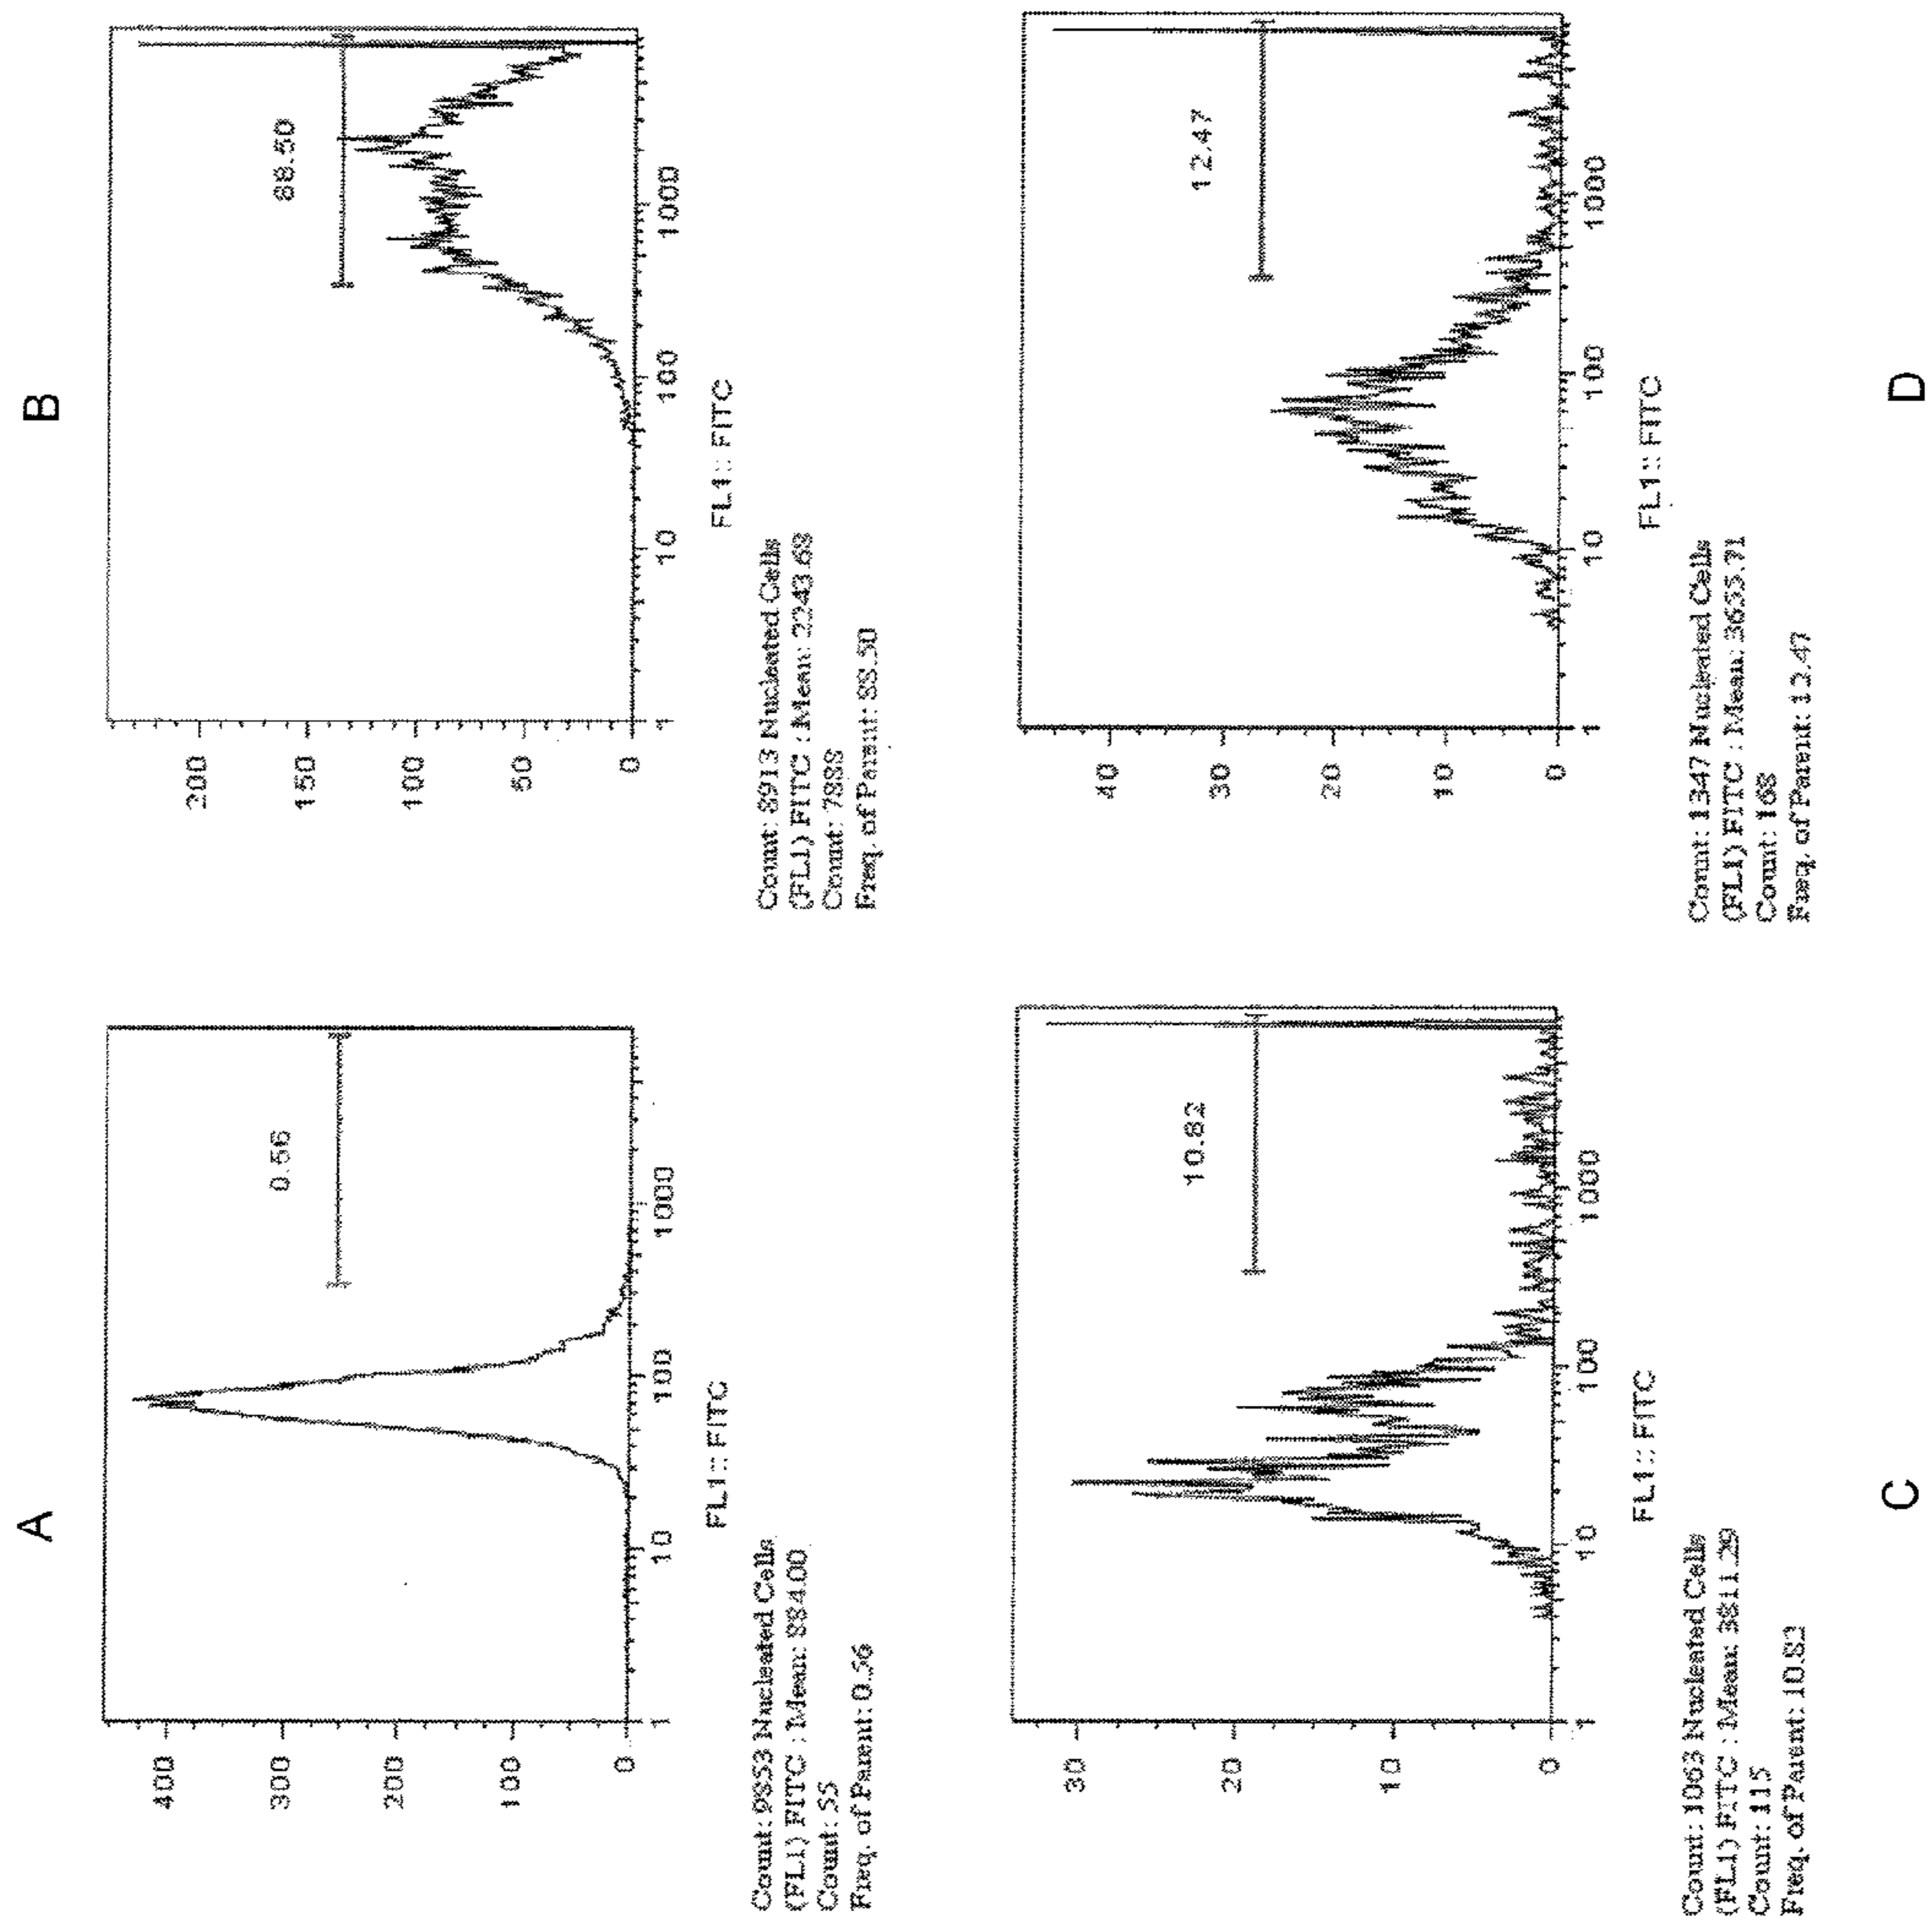 A
400
300
200
100
0
0.56
1
10
100
1000
FL1:: FITC
Count: 9853 Nucleated Cells
(FL1) FITC : Mean: 884.00
Count: 55
Freq. of Parent: 0.56
B
200
150
100
50
0
88.50
10
100
1000
FL1:: FITC
Count: 8913 Nucleated Cells
(FL1) FITC : Mean: 2243.68
Count: 7888
Freq. of Parent: 88.50
30
20
10
0
10.82
1
10
100
1000
FL1:: FITC
Count: 1063 Nucleated Cells
(FL1) FITC : Mean: 3811.29
Count: 115
Freq. of Parent: 10.82
C
40
30
20
10
0
12.47
1
10
100
1000
FL1:: FITC
Count: 1347 Nucleated Cells
(FL1) FITC : Mean: 3655.71
Count: 168
Freq. of Parent: 12.47
D